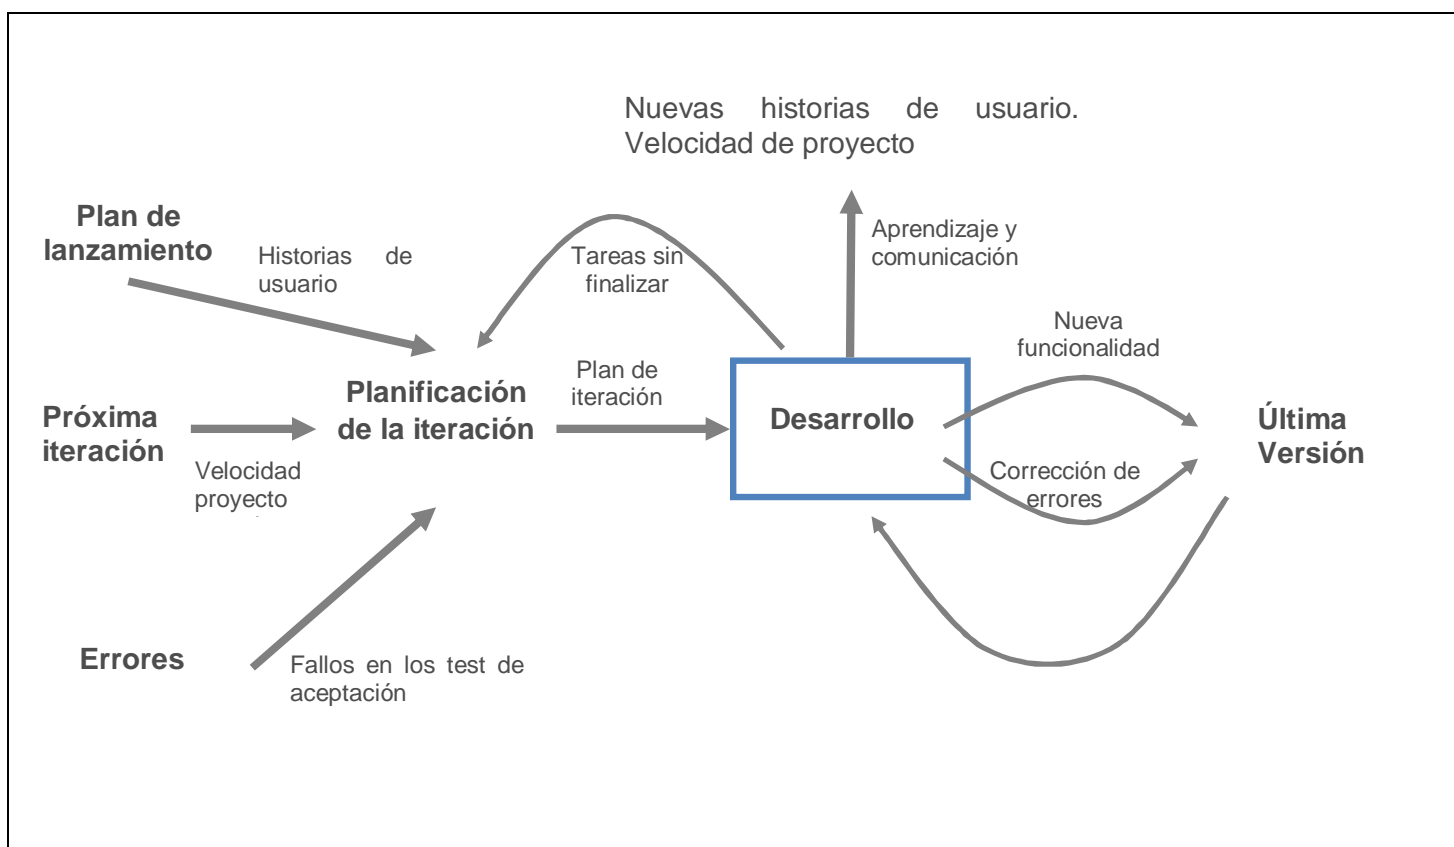 Nuevas historias de usuario.
Velocidad de proyecto
Plan de
lanzamiento
Historias de
usuario
Tareas sin
finalizar
Aprendizaje y
comunicación
Nueva
funcionalidad
Planificación
de la iteración
Plan de
iteración
Desarrollo
Próxima
iteración
Velocidad
proyecto
Corrección de
errores
Última
Versión
Errores
Fallos en los test de
aceptación